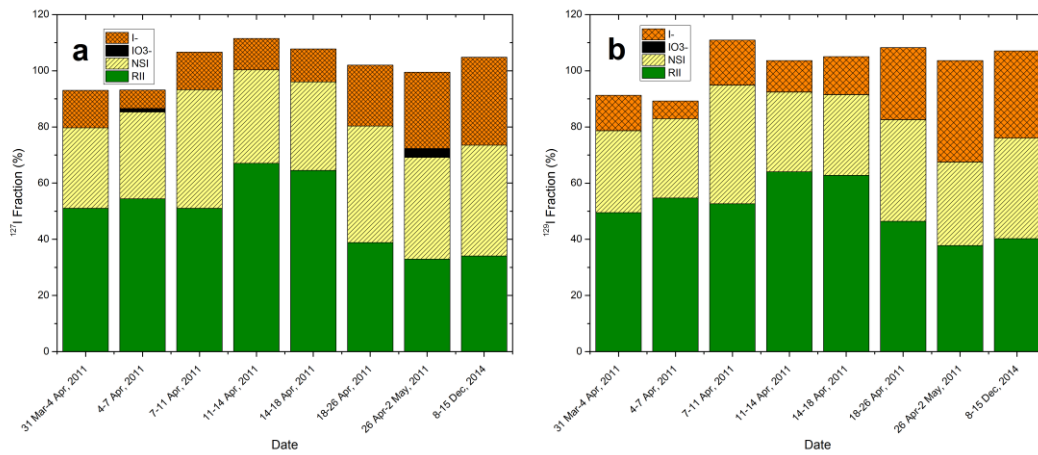 a
I-
IO3-
NSI
RII
120
100
80
60
40
20
0
127I Fraction (%)
31 Mar-4 Apr, 2011
4-7 Apr, 2011
7-11 Apr, 2011
11-14 Apr, 2011
14-18 Apr, 2011
18-26 Apr, 2011
26 Apr-2 May, 2011
8-15 Dec, 2014
Date
b
I-
IO3-
NSI
RII
120
100
80
60
40
20
0
129I Fraction (%)
31 Mar-4 Apr, 2011
4-7 Apr, 2011
7-11 Apr, 2011
11-14 Apr, 2011
14-18 Apr, 2011
18-26 Apr, 2011
26 Apr-2 May, 2011
8-15 Dec, 2014
Date